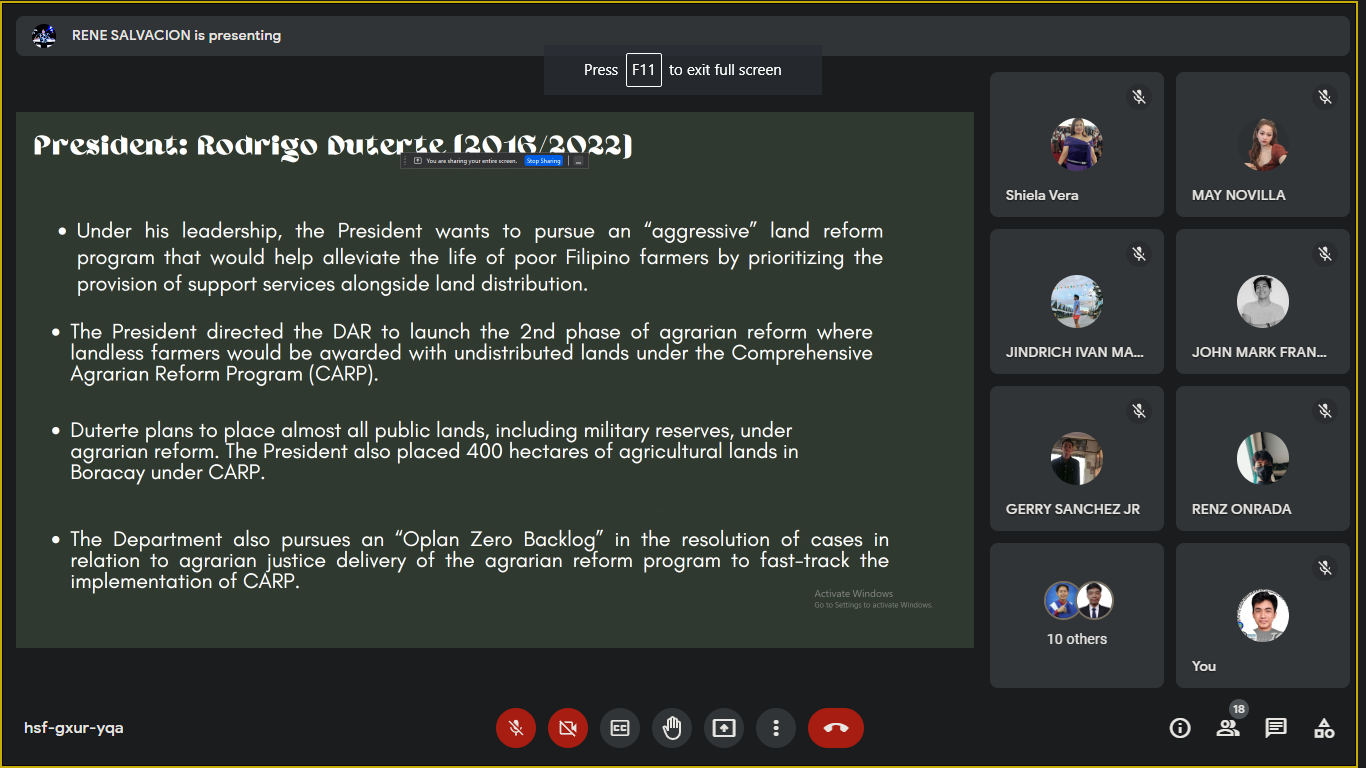 RENE SALVACION is presenting
Press F11 to exit full screen
President: Rodrigo Duterte (2016/2022)
You are sharing your entire screen. Stop Sharing
• Under his leadership, the President wants to pursue an “aggressive” land reform
program that would help alleviate the life of poor Filipino farmers by prioritizing the
provision of support services alongside land distribution.
• The President directed the DAR to launch the 2nd phase of agrarian reform where
landless farmers would be awarded with undistributed lands under the Comprehensive
Agrarian Reform Program (CARP).
• Duterte plans to place almost all public lands, including military reserves, under
agrarian reform. The President also placed 400 hectares of agricultural lands in
Boracay under CARP.
• The Department also pursues an “Oplan Zero Backlog” in the resolution of cases in
relation to agrarian justice delivery of the agrarian reform program to fast-track the
implementation of CARP.
Activate Windows
Go to Settings to activate Windows.
Shiela Vera
MAY NOVILLA
JINDRICH IVAN MA...
JOHN MARK FRAN...
GERRY SANCHEZ JR
RENZ ONRADA
10 others
You
hsf-gxur-yqa
CC
18